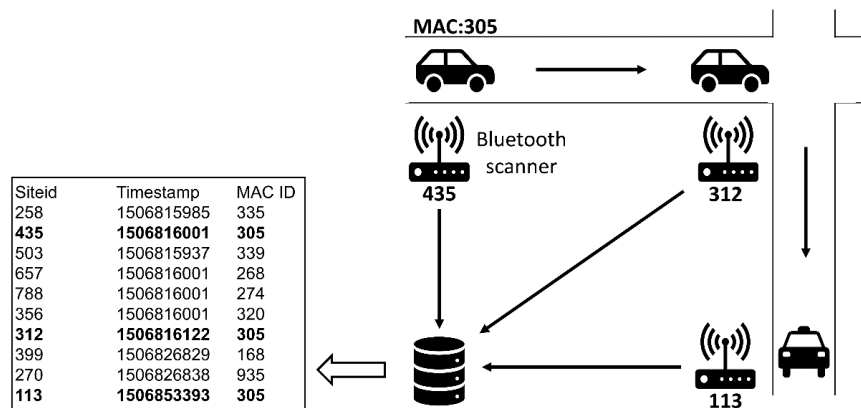 MAC:305
Bluetooth
scanner
435
312
Siteid Timestamp MAC ID
258 1506815985 335
435 1506816001 305
503 1506815937 339
657 1506816001 268
788 1506816001 274
356 1506816001 320
312 1506816122 305
399 1506826829 168
270 1506826838 935
113 1506853393 305
113